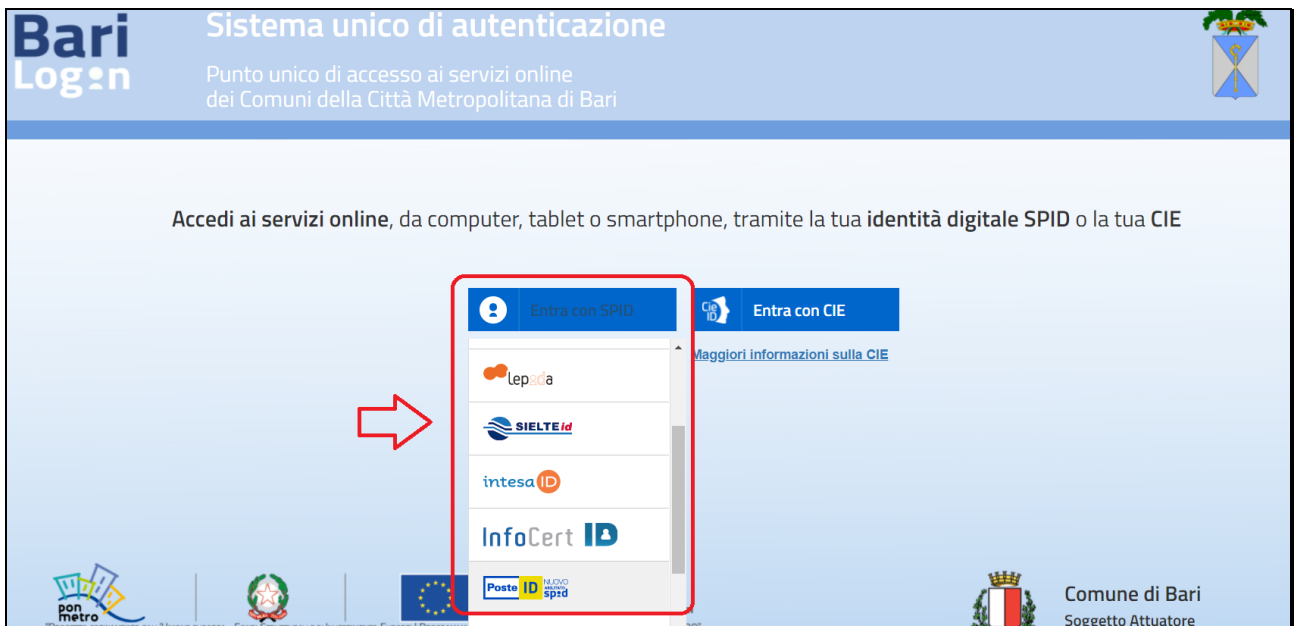 Bari
Log:n
Sistema unico di autenticazione
Punto unico di accesso ai servizi online
dei Comuni della Città Metropolitana di Bari
Accedi ai servizi online, da computer, tablet o smartphone, tramite la tua identità digitale SPID o la tua CIE
Entra con SPID
Cie ID
Entra con CIE
Maggiori informazioni sulla CIE
lepida
SIELTE id
intesa ID
InfoCert ID
Poste ID NUOVO spid
pon
metro
Comune di Bari
Soggetto Attuatore